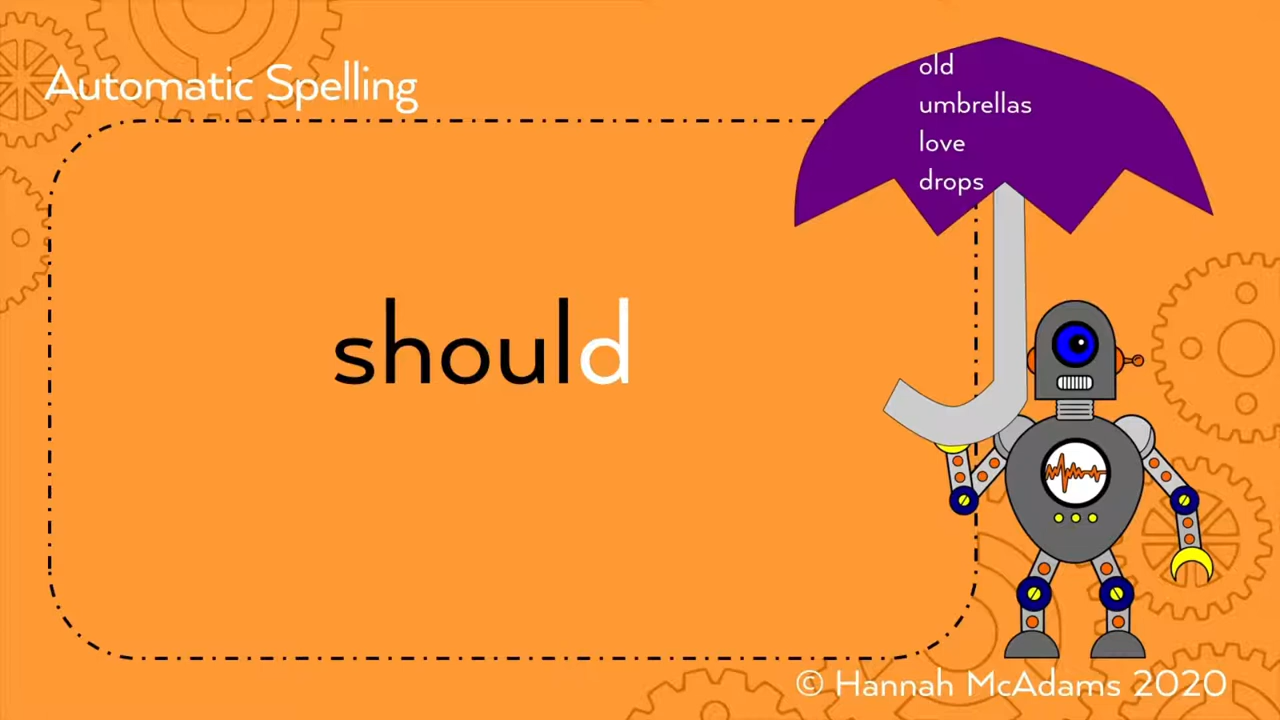 Automatic Spelling
old
umbrellas
love
drops
should
© Hannah McAdams 2020